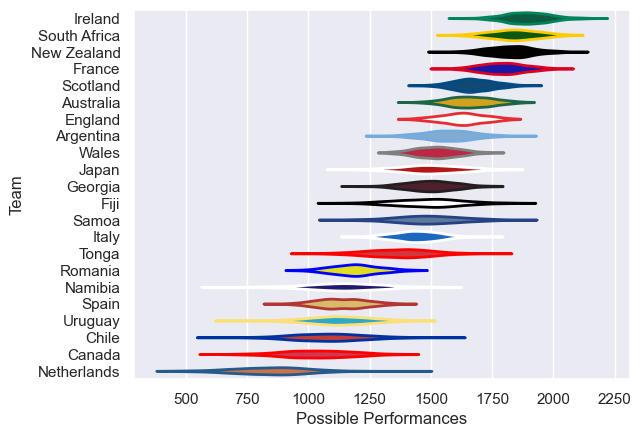 Ireland
South Africa
New Zealand
France
Scotland
Australia
England
Argentina
Wales
Japan
Georgia
Fiji
Samoa
Italy
Tonga
Romania
Namibia
Spain
Uruguay
Chile
Canada
Netherlands
Team
500 750 1000 1250 1500 1750 2000 2250
Possible Performances